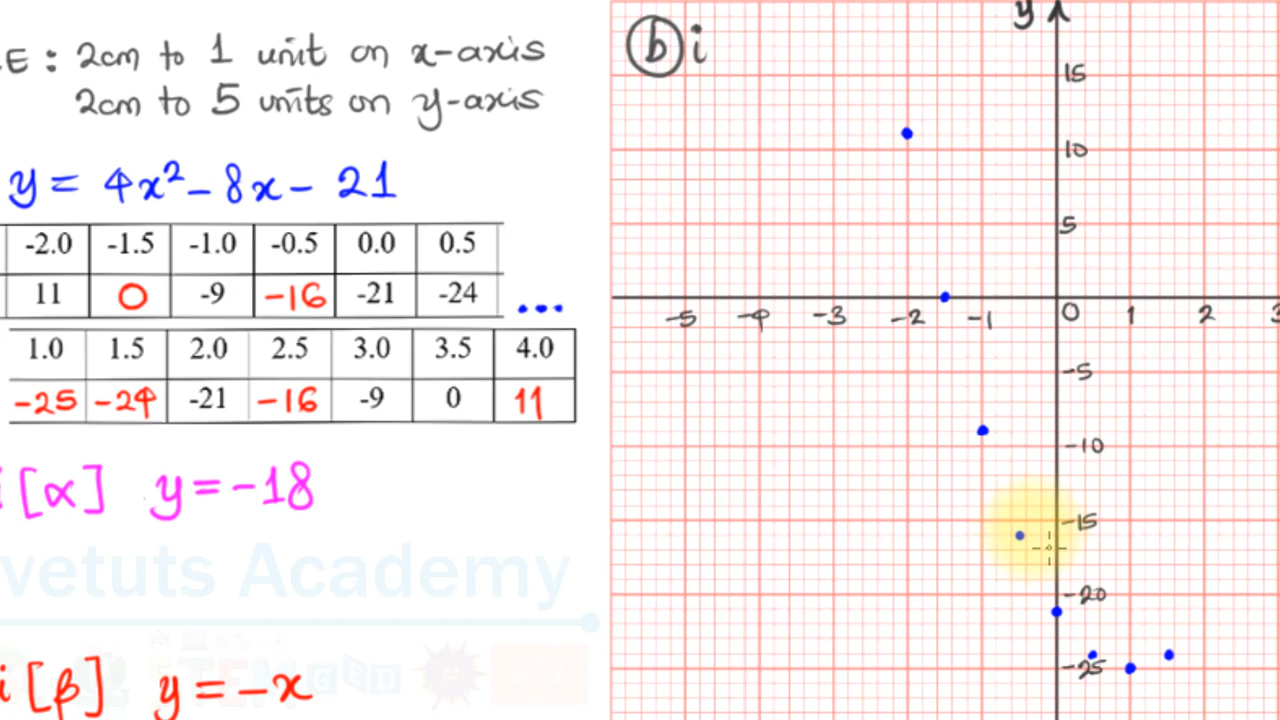 E : 2cm to 1 unit on x-axis
2cm to 5 units on y-axis
y = 4x² - 8x - 21
-2.0 -1.5 -1.0 -0.5 0.0 0.5
11 0 -9 -16 -21 -24 ...
1.0 1.5 2.0 2.5 3.0 3.5 4.0
-25 -24 -21 -16 -9 0 11
i [α] y = -18
vetuts Academy
i [β] y = -x
b i
y
15
10
5
-5 -4 -3 -2 -1 0 1 2 3
-5
-10
-15
-20
-25